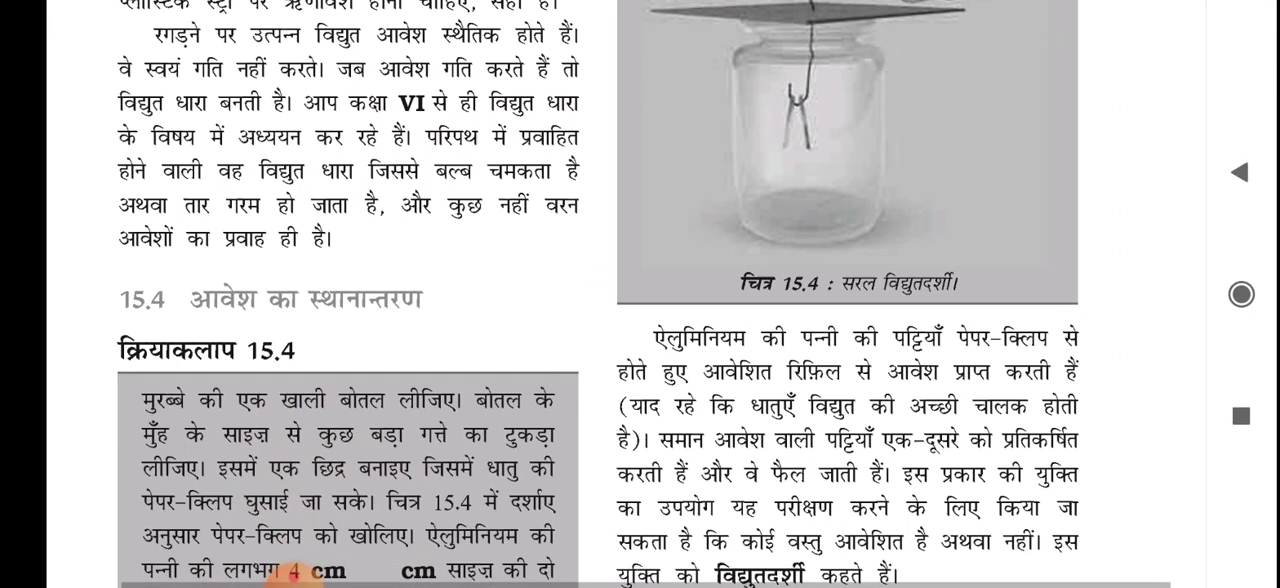 प्लास्टिक स्ट्रॉ पर ऋणावेश होना चाहिए, सही है।
रगड़ने पर उत्पन्न विद्युत आवेश स्थैतिक होते हैं।
वे स्वयं गति नहीं करते। जब आवेश गति करते हैं तो
विद्युत धारा बनती है। आप कक्षा VI से ही विद्युत धारा
के विषय में अध्ययन कर रहे हैं। परिपथ में प्रवाहित
होने वाली वह विद्युत धारा जिससे बल्ब चमकता है
अथवा तार गरम हो जाता है, और कुछ नहीं वरन
आवेशों का प्रवाह ही है।
15.4 आवेश का स्थानान्तरण
क्रियाकलाप 15.4
मुरब्बे की एक खाली बोतल लीजिए। बोतल के
मुँह के साइज़ से कुछ बड़ा गत्ते का टुकड़ा
लीजिए। इसमें एक छिद्र बनाइए जिसमें धातु की
पेपर-क्लिप घुसाई जा सके। चित्र 15.4 में दर्शाए
अनुसार पेपर-क्लिप को खोलिए। ऐलुमिनियम की
पन्नी की लगभग 4 cm cm साइज़ की दो
चित्र 15.4 : सरल विद्युतदर्शी।
ऐलुमिनियम की पन्नी की पट्टियाँ पेपर-क्लिप से
होते हुए आवेशित रिफ़िल से आवेश प्राप्त करती हैं
(याद रहे कि धातुएँ विद्युत की अच्छी चालक होती
है)। समान आवेश वाली पट्टियाँ एक-दूसरे को प्रतिकर्षित
करती हैं और वे फैल जाती हैं। इस प्रकार की युक्ति
का उपयोग यह परीक्षण करने के लिए किया जा
सकता है कि कोई वस्तु आवेशित है अथवा नहीं। इस
युक्ति को विद्युतदर्शी कहते हैं।